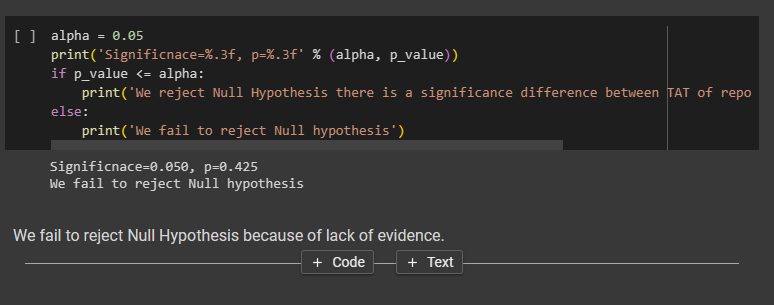 [ ] alpha = 0.05
print('Significnace=%.3f, p=%.3f' % (alpha, p_value))
if p_value <= alpha:
print('We reject Null Hypothesis there is a significance difference between TAT of repo
else:
print('We fail to reject Null hypothesis')
Significnace=0.050, p=0.425
We fail to reject Null hypothesis
We fail to reject Null Hypothesis because of lack of evidence.
+ Code + Text